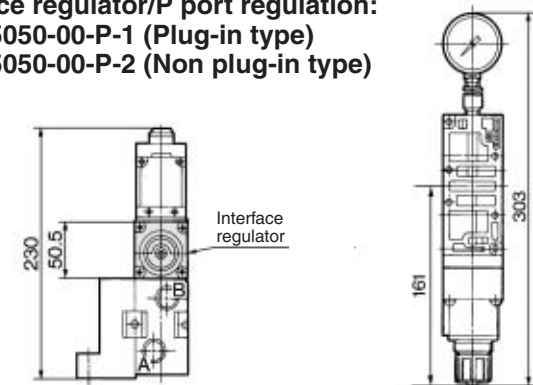 ce regulator/P port regulation:
5050-00-P-1 (Plug-in type)
5050-00-P-2 (Non plug-in type)
230
50.5
Interface
regulator
B
A
161
303